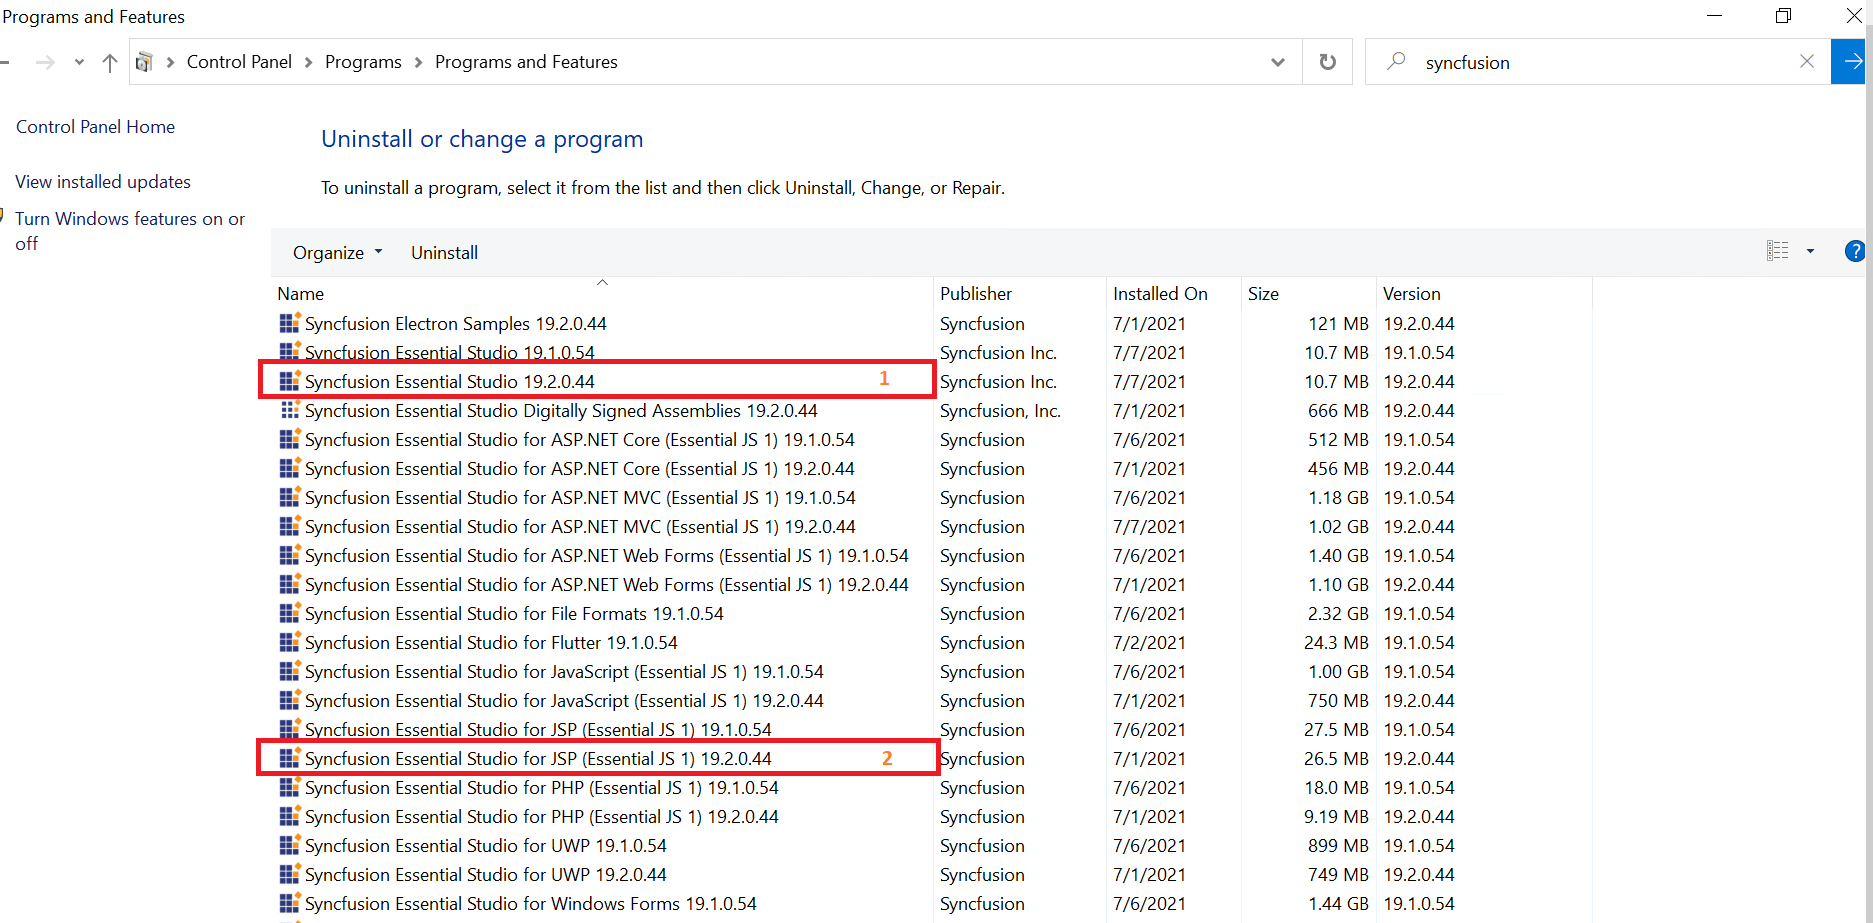 Programs and Features
Control Panel > Programs > Programs and Features
syncfusion
Control Panel Home
View installed updates
Turn Windows features on or
off
Uninstall or change a program
To uninstall a program, select it from the list and then click Uninstall, Change, or Repair.
Organize Uninstall ?
Name Publisher Installed On Size Version
Syncfusion Electron Samples 19.2.0.44 Syncfusion 7/1/2021 121 MB 19.2.0.44
Syncfusion Essential Studio 19.1.0.54 Syncfusion Inc. 7/7/2021 10.7 MB 19.1.0.54
Syncfusion Essential Studio 19.2.0.44 1 Syncfusion Inc. 7/7/2021 10.7 MB 19.2.0.44
Syncfusion Essential Studio Digitally Signed Assemblies 19.2.0.44 Syncfusion, Inc. 7/1/2021 666 MB 19.2.0.44
Syncfusion Essential Studio for ASP.NET Core (Essential JS 1) 19.1.0.54 Syncfusion 7/6/2021 512 MB 19.1.0.54
Syncfusion Essential Studio for ASP.NET Core (Essential JS 1) 19.2.0.44 Syncfusion 7/1/2021 456 MB 19.2.0.44
Syncfusion Essential Studio for ASP.NET MVC (Essential JS 1) 19.1.0.54 Syncfusion 7/6/2021 1.18 GB 19.1.0.54
Syncfusion Essential Studio for ASP.NET MVC (Essential JS 1) 19.2.0.44 Syncfusion 7/7/2021 1.02 GB 19.2.0.44
Syncfusion Essential Studio for ASP.NET Web Forms (Essential JS 1) 19.1.0.54 Syncfusion 7/6/2021 1.40 GB 19.1.0.54
Syncfusion Essential Studio for ASP.NET Web Forms (Essential JS 1) 19.2.0.44 Syncfusion 7/1/2021 1.10 GB 19.2.0.44
Syncfusion Essential Studio for File Formats 19.1.0.54 Syncfusion 7/6/2021 2.32 GB 19.1.0.54
Syncfusion Essential Studio for Flutter 19.1.0.54 Syncfusion 7/2/2021 24.3 MB 19.1.0.54
Syncfusion Essential Studio for JavaScript (Essential JS 1) 19.1.0.54 Syncfusion 7/6/2021 1.00 GB 19.1.0.54
Syncfusion Essential Studio for JavaScript (Essential JS 1) 19.2.0.44 Syncfusion 7/1/2021 750 MB 19.2.0.44
Syncfusion Essential Studio for JSP (Essential JS 1) 19.1.0.54 Syncfusion 7/6/2021 27.5 MB 19.1.0.54
Syncfusion Essential Studio for JSP (Essential JS 1) 19.2.0.44 2 Syncfusion 7/1/2021 26.5 MB 19.2.0.44
Syncfusion Essential Studio for PHP (Essential JS 1) 19.1.0.54 Syncfusion 7/6/2021 18.0 MB 19.1.0.54
Syncfusion Essential Studio for PHP (Essential JS 1) 19.2.0.44 Syncfusion 7/1/2021 9.19 MB 19.2.0.44
Syncfusion Essential Studio for UWP 19.1.0.54 Syncfusion 7/6/2021 899 MB 19.1.0.54
Syncfusion Essential Studio for UWP 19.2.0.44 Syncfusion 7/1/2021 749 MB 19.2.0.44
Syncfusion Essential Studio for Windows Forms 19.1.0.54 Syncfusion 7/6/2021 1.44 GB 19.1.0.54